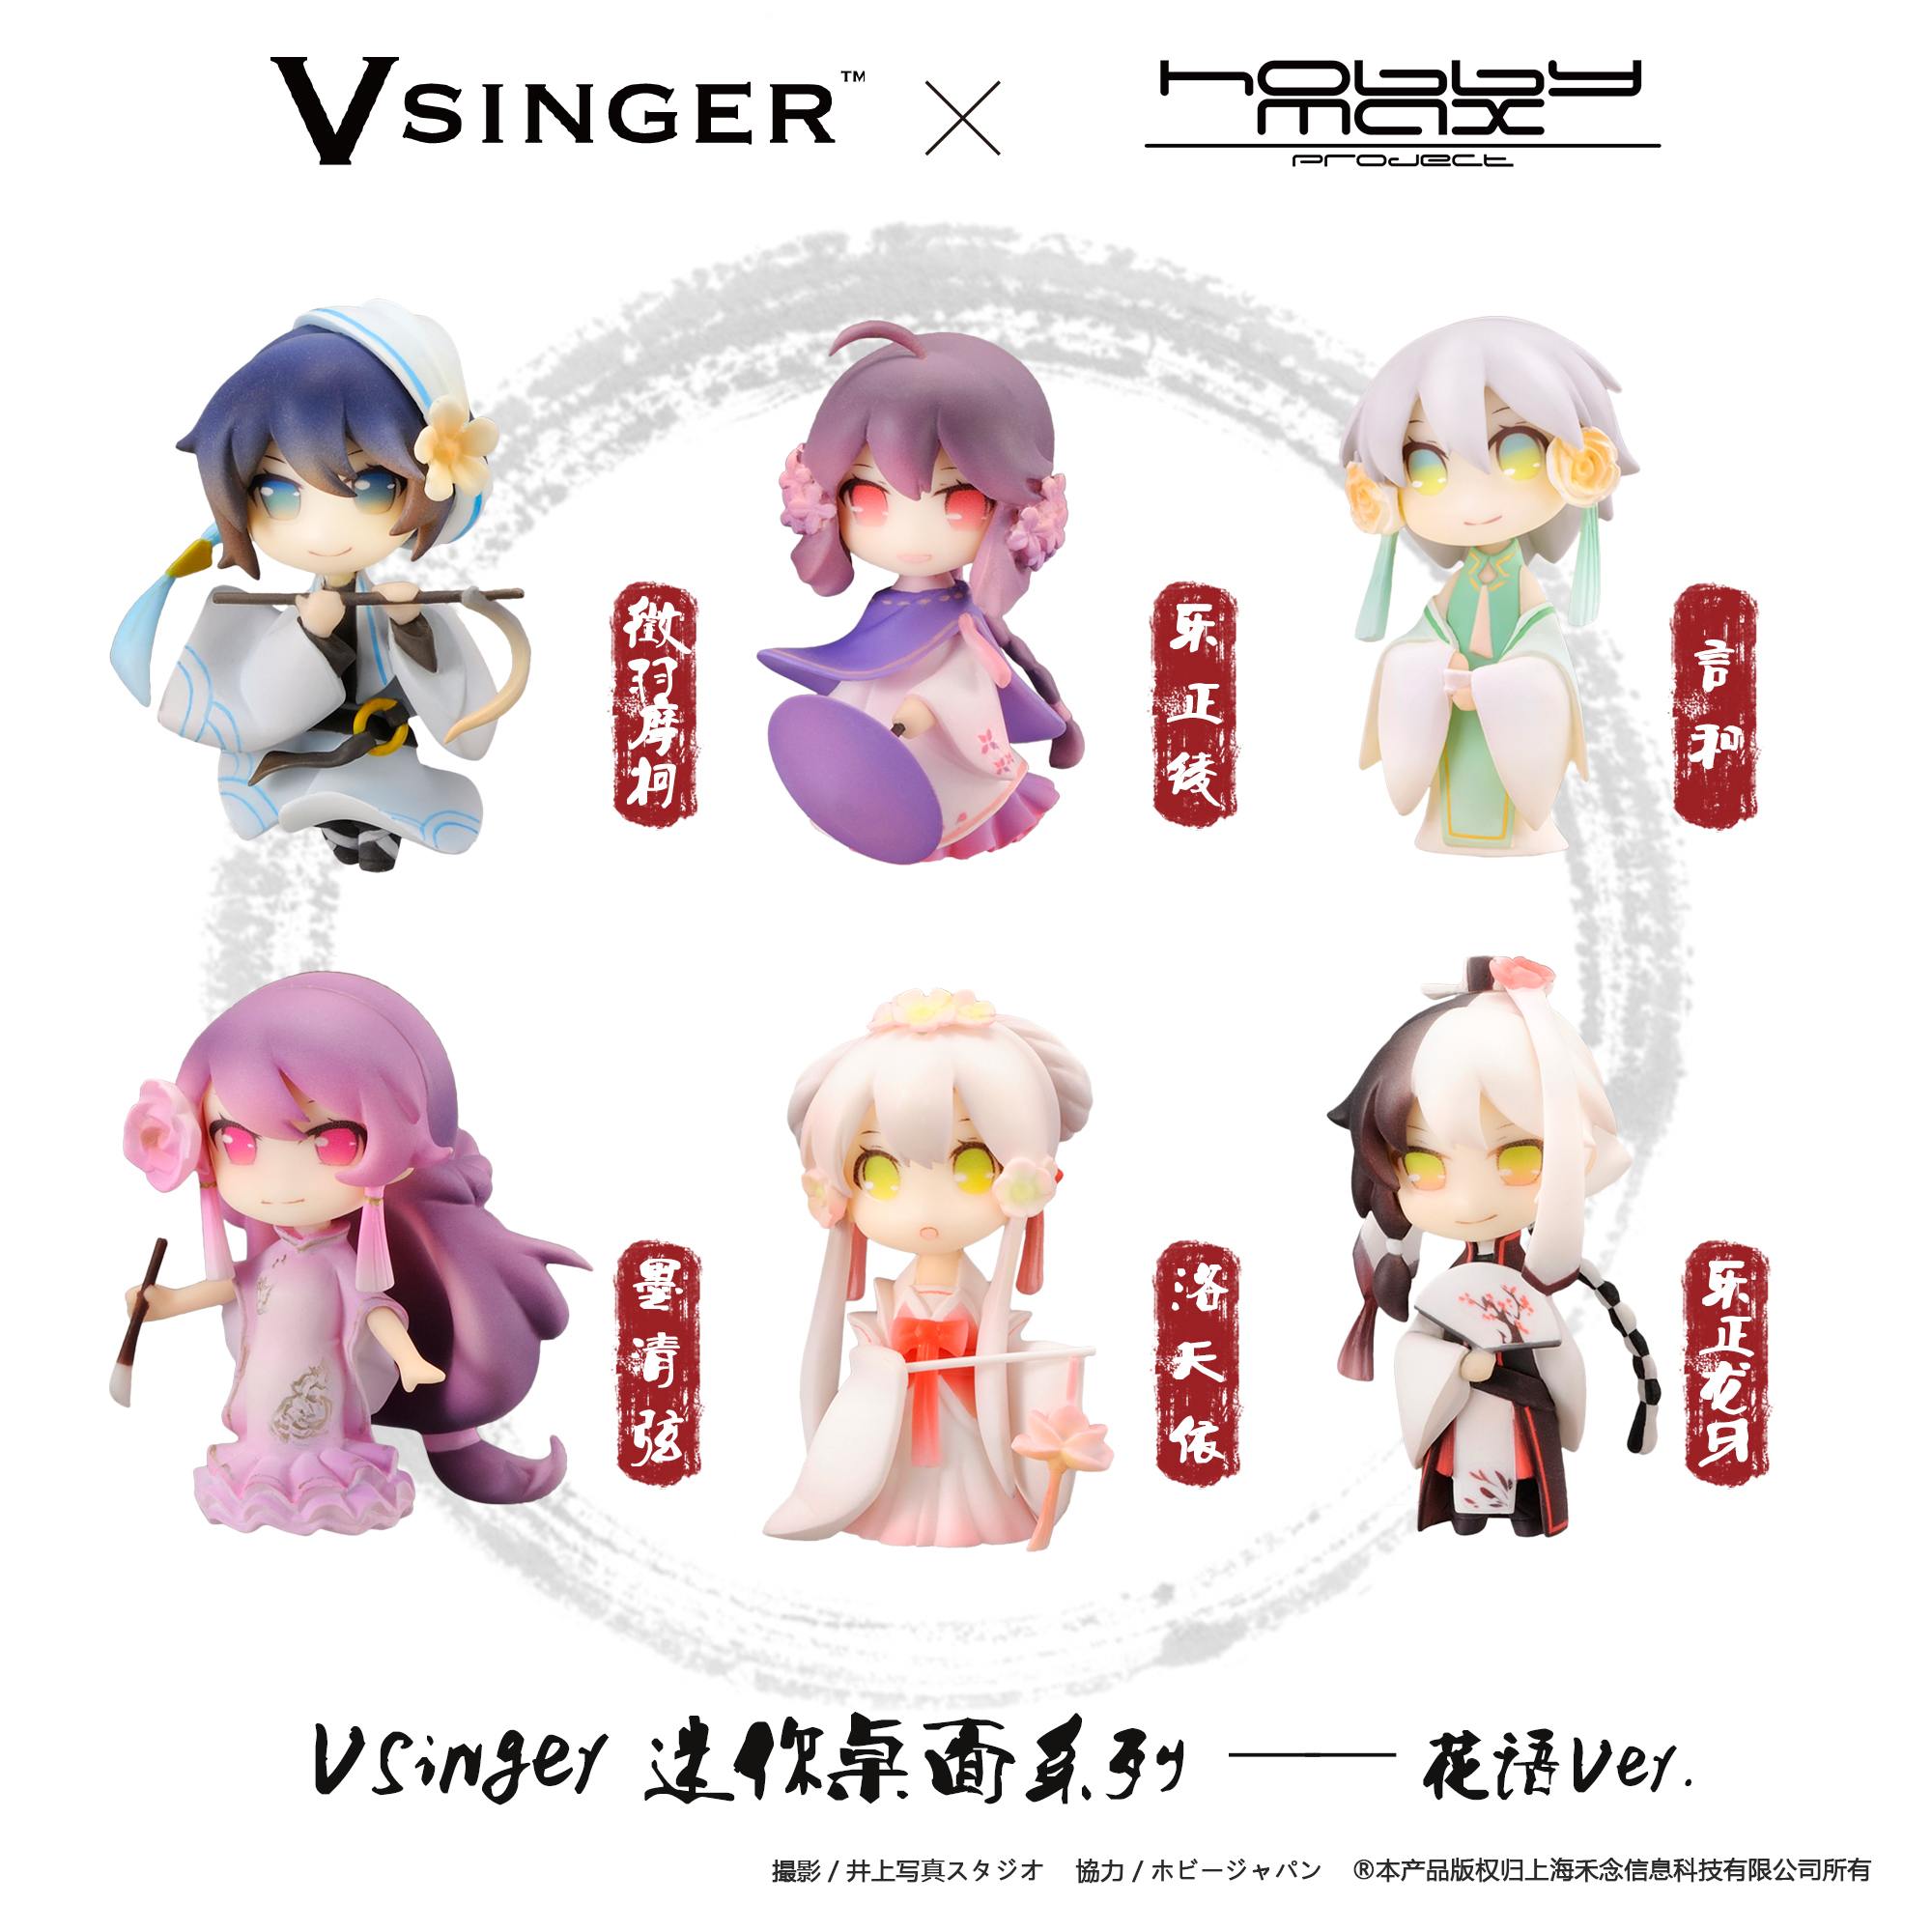 VSINGER™ × hobby max project
徵羽摩柯
乐正绫
言和
墨清弦
洛天依
乐正龙牙
Vsinger 迷你桌面系列 —— 花语Ver.
撮影 / 井上写真スタジオ 協力 / ホビージャパン ®本产品版权归上海禾念信息科技有限公司所有